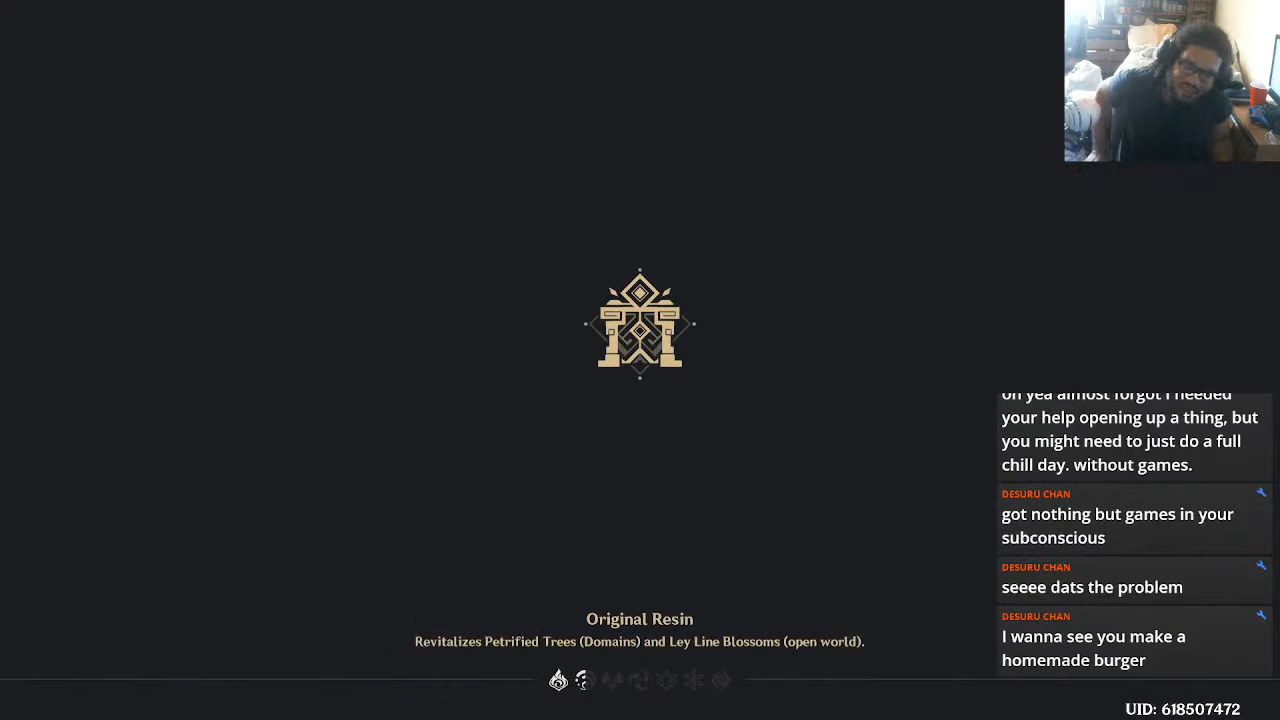 oh yea almost forgot I needed
your help opening up a thing, but
you might need to just do a full
chill day. without games.
DESURU CHAN
got nothing but games in your
subconscious
DESURU CHAN
seeee dats the problem
DESURU CHAN
I wanna see you make a
homemade burger
Original Resin
Revitalizes Petrified Trees (Domains) and Ley Line Blossoms (open world).
UID: 618507472